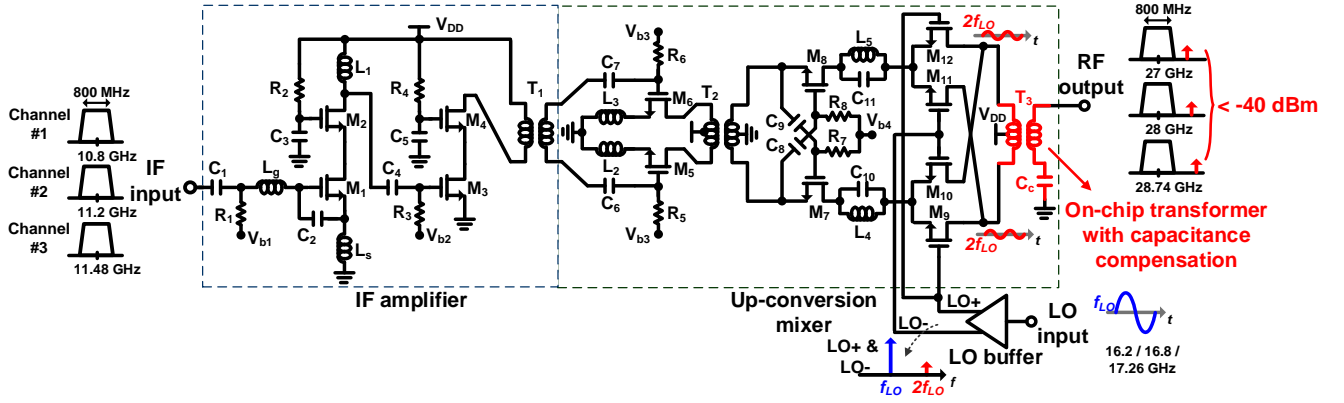 800 MHz
Channel
#1
10.8 GHz
Channel
#2
11.2 GHz
Channel
#3
11.48 GHz
IF
input
C1
R1
Vb1
Lg
R2
C3
L1
M2
M1
C2
Ls
VDD
R4
C5
C4
R3
Vb2
M4
M3
T1
IF amplifier
Vb3
R6
C7
L3
M6
L2
M5
C6
R5
Vb3
T2
C9
C8
M8
R8
R7
Vb4
M7
L5
C11
C10
L4
M12
M11
M10
M9
2fLO
t
2fLO
t
VDD
T3
Cc
RF
output
Up-conversion
mixer
LO+
LO-
LO buffer
LO
input
fLO
t
16.2 / 16.8 /
17.26 GHz
LO+ &
LO-
fLO
2fLO
f
On-chip transformer
with capacitance
compensation
800 MHz
27 GHz
28 GHz
28.74 GHz
< -40 dBm